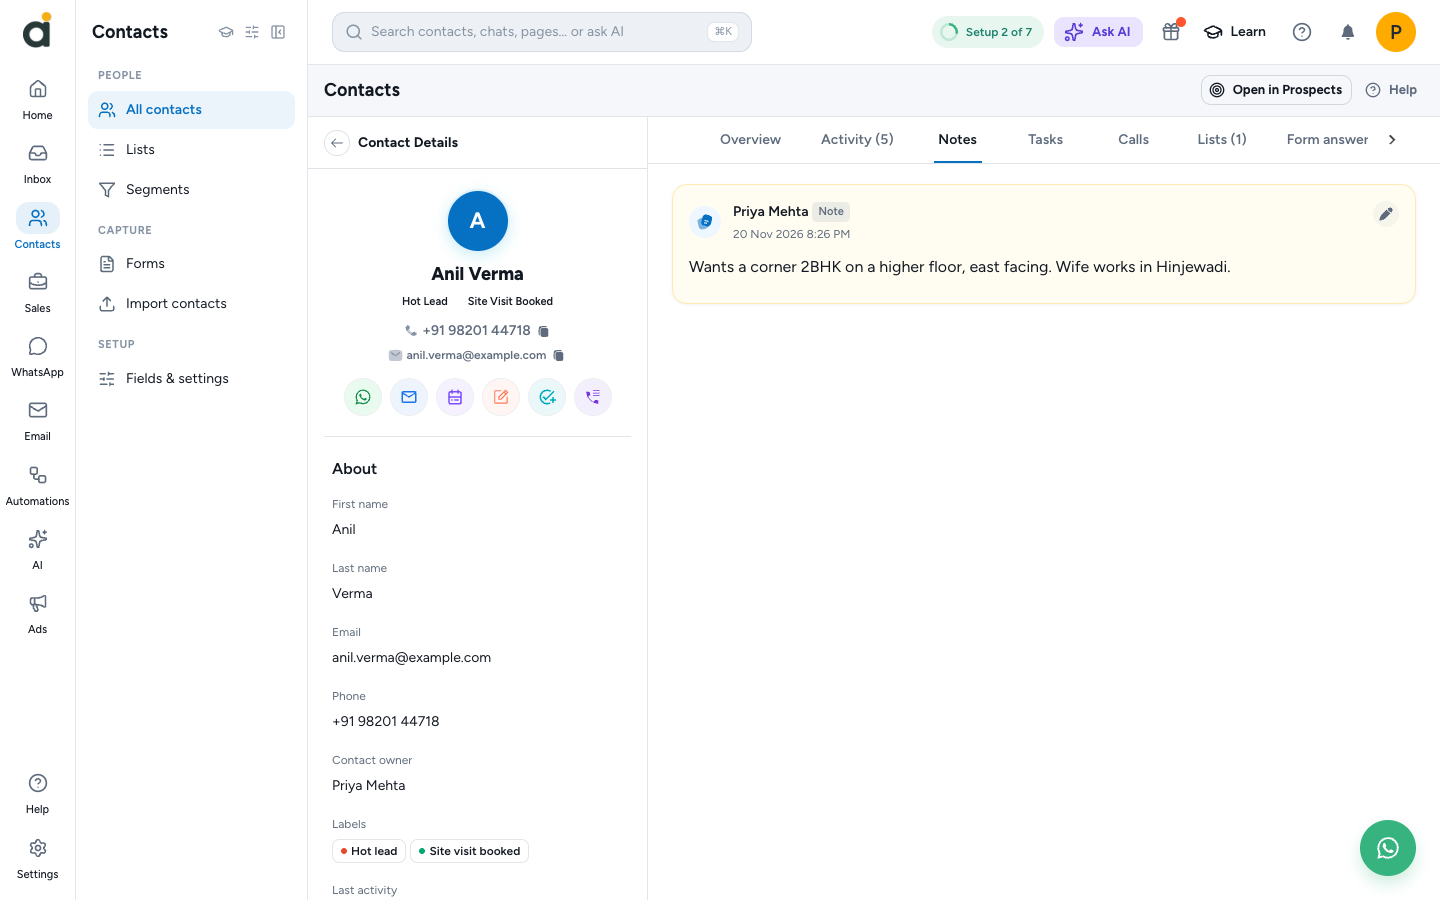 Contacts
Search contacts, chats, pages... or ask AI
⌘K
Setup 2 of 7
Ask AI
Learn
P
Home
Inbox
Contacts
Sales
WhatsApp
Email
Automations
AI
Ads
Help
Settings
PEOPLE
All contacts
Lists
Segments
CAPTURE
Forms
Import contacts
SETUP
Fields & settings
Contacts
Open in Prospects
Help
Contact Details
A
Anil Verma
Hot Lead Site Visit Booked
+91 98201 44718
anil.verma@example.com
About
First name
Anil
Last name
Verma
Email
anil.verma@example.com
Phone
+91 98201 44718
Contact owner
Priya Mehta
Labels
Hot lead Site visit booked
Last activity
Overview Activity (5) Notes Tasks Calls Lists (1) Form answer
Priya Mehta Note
20 Nov 2026 8:26 PM
Wants a corner 2BHK on a higher floor, east facing. Wife works in Hinjewadi.